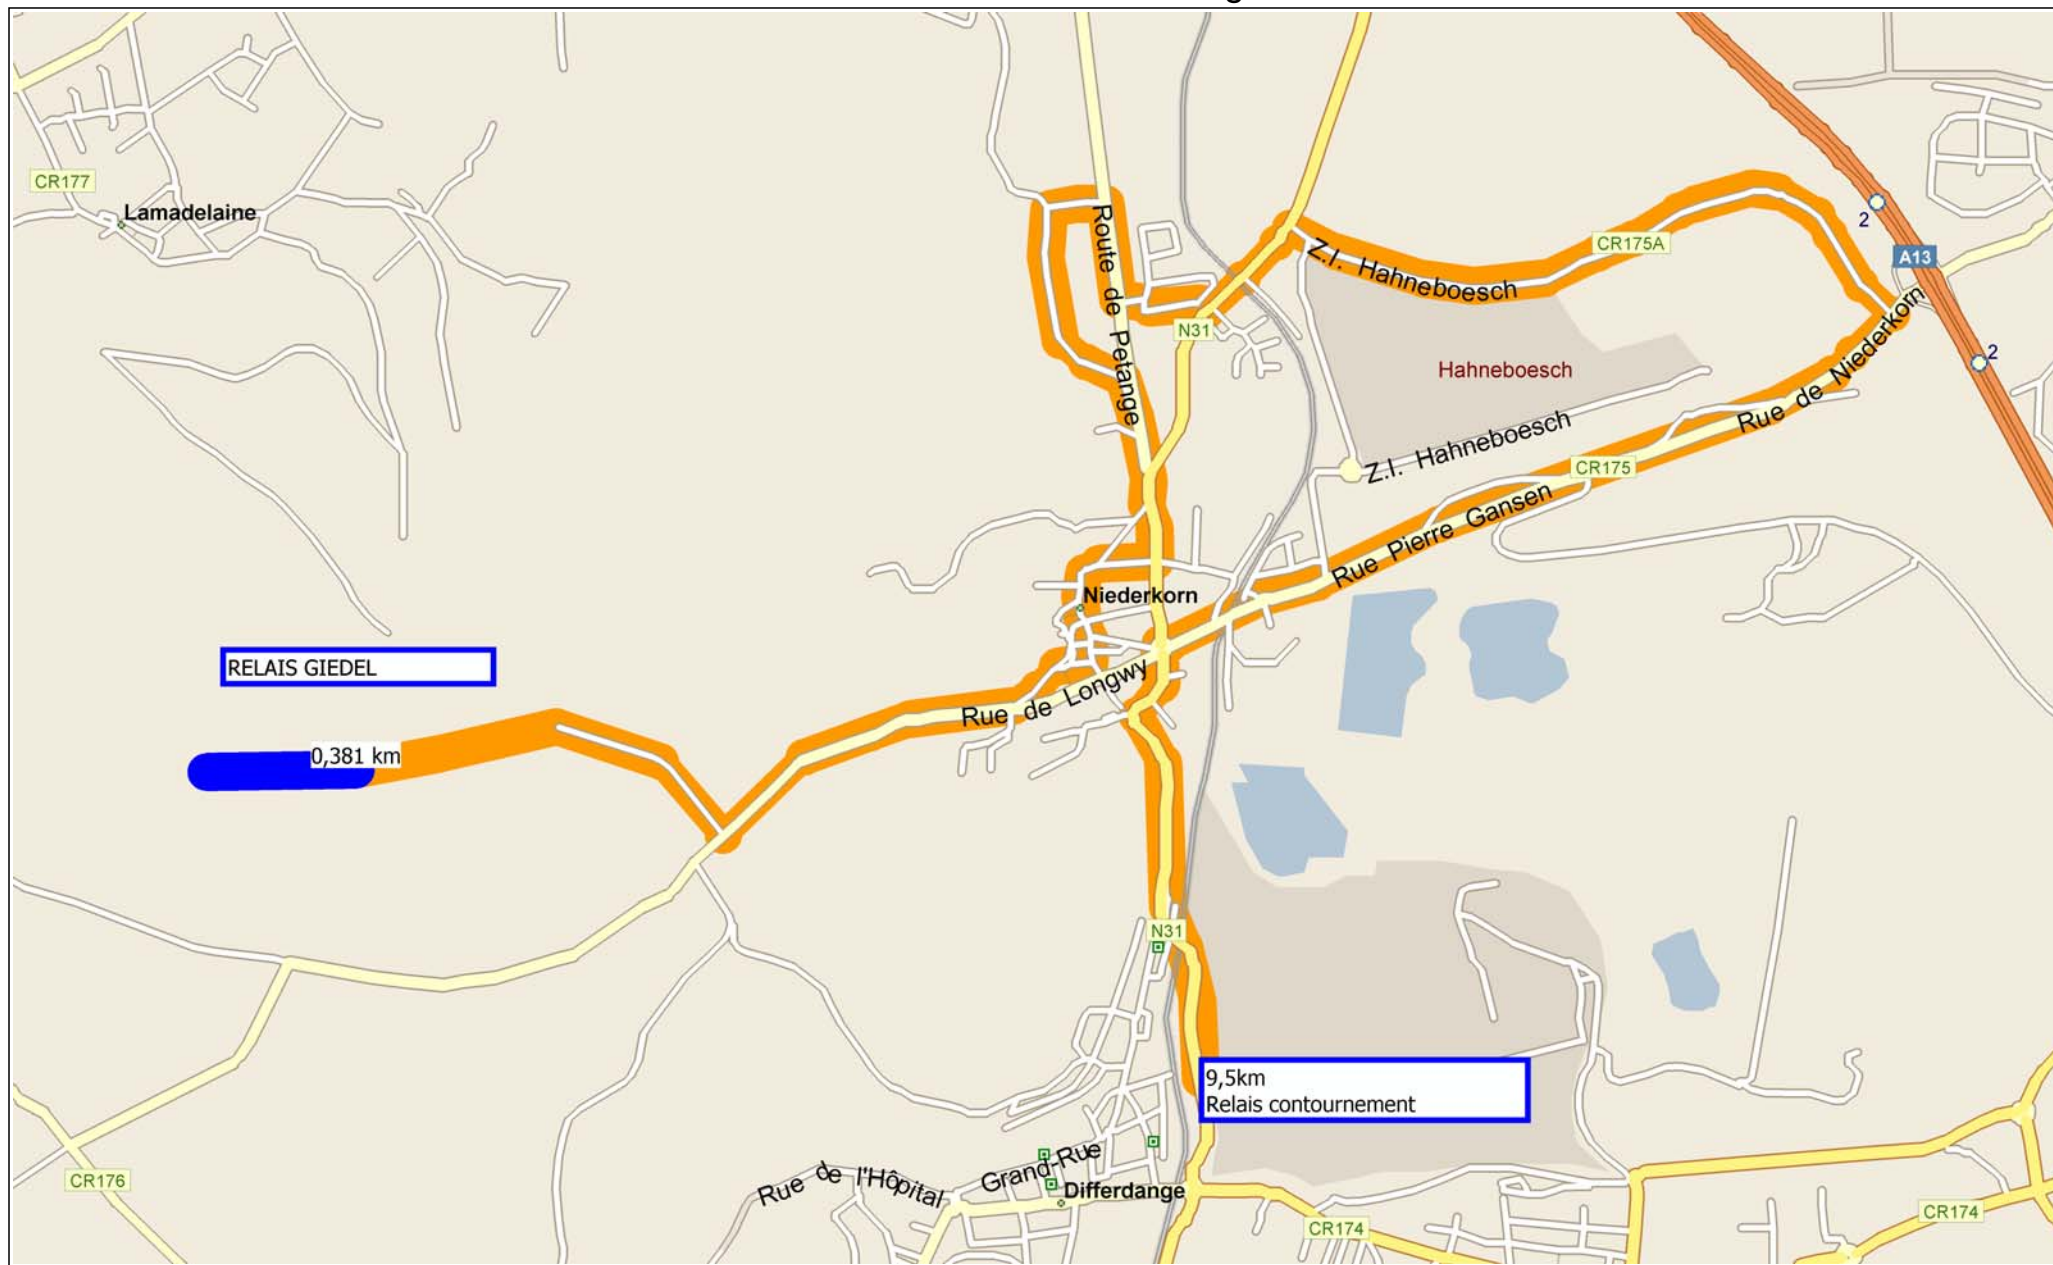 CR177
Lamadelaine
Route de Petange
N31
Z.I. Hahneboesch
CR175A
2
A13
2
Hahneboesch
Rue de Niederkorn
Z.I. Hahneboesch
CR175
Rue Pierre Gansen
Niederkorn
RELAIS GIEDEL
Rue de Longwy
0,381 km
N31
9,5km
Relais contournement
CR176
Rue de l'Hôpital
Grand-Rue
Differdange
CR174
CR174